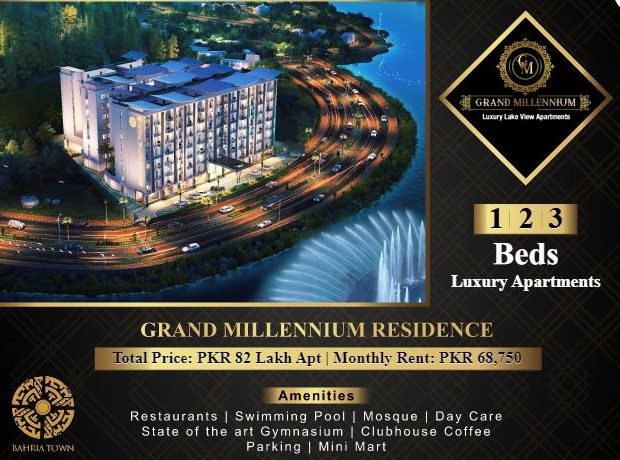 GM
GRAND MILLENNIUM
Luxury Lake View Apartments
1 | 2 | 3
Beds
Luxury Apartments
GRAND MILLENNIUM RESIDENCE
Total Price: PKR 82 Lakh Apt | Monthly Rent: PKR 68,750
Amenities
Restaurants | Swimming Pool | Mosque | Day Care
State of the art Gymnasium | Clubhouse Coffee
Parking | Mini Mart
BAHRIA TOWN